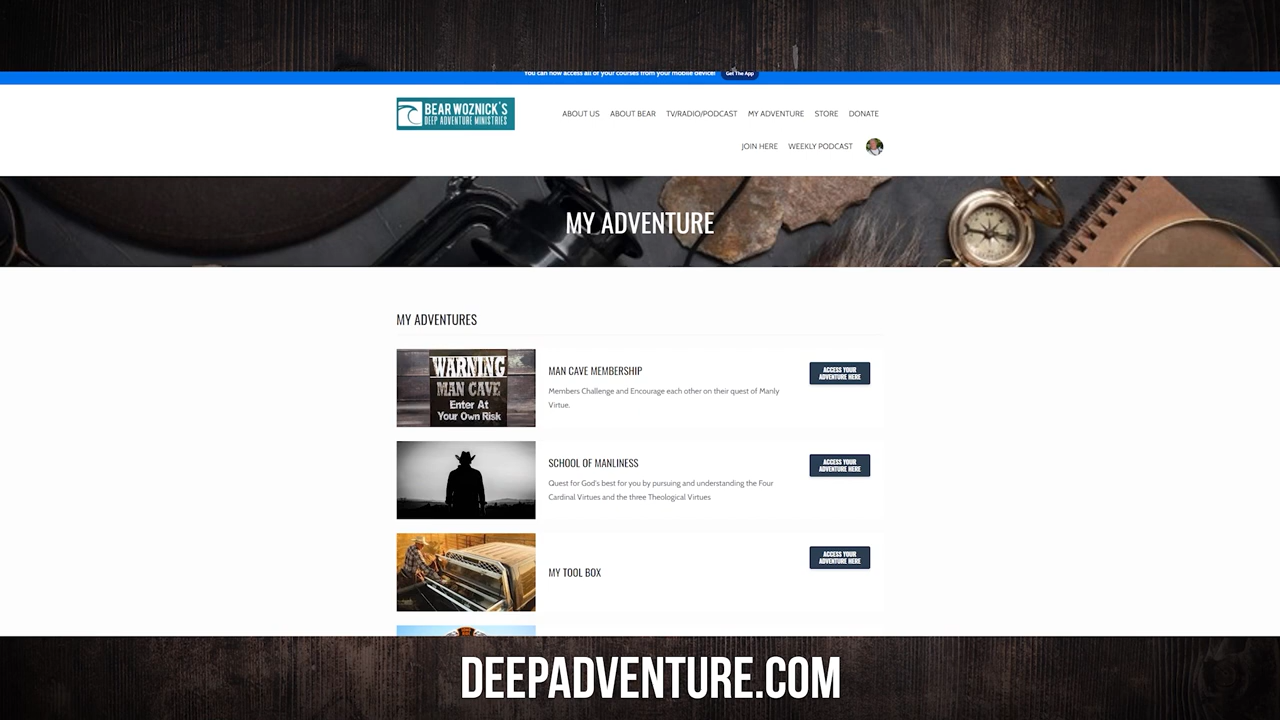 You can now access all of your courses from your mobile device! Get The App
BEAR WOZNICK'S
DEEP ADVENTURE MINISTRIES
ABOUT US ABOUT BEAR TV/RADIO/PODCAST MY ADVENTURE STORE DONATE
JOIN HERE WEEKLY PODCAST
MY ADVENTURE
MY ADVENTURES
WARNING
MAN CAVE
Enter At
Your Own Risk
MAN CAVE MEMBERSHIP
Members Challenge and Encourage each other on their quest of Manly
Virtue.
ACCESS YOUR
ADVENTURE HERE
SCHOOL OF MANLINESS
Quest for God's best for you by pursuing and understanding the Four
Cardinal Virtues and the three Theological Virtues
ACCESS YOUR
ADVENTURE HERE
MY TOOL BOX
ACCESS YOUR
ADVENTURE HERE
DEEPADVENTURE.COM